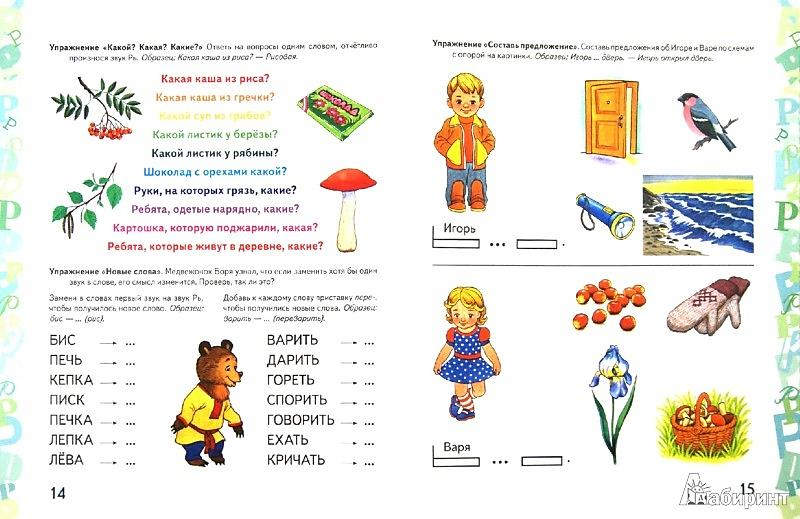 Упражнение «Какой? Какая? Какие?» Ответь на вопросы одним словом, отчётливо
произнося звук Рь. Образец: Какая каша из риса? — Рисовая.
Какая каша из риса?
Какая каша из гречки?
Какой суп из грибов?
Какой листик у берёзы?
Какой листик у рябины?
Шоколад с орехами какой?
Руки, на которых грязь, какие?
Ребята, одетые нарядно, какие?
Картошка, которую поджарили, какая?
Ребята, которые живут в деревне, какие?
ШОКОЛАД
Упражнение «Новые слова». Медвежонок Боря узнал, что если заменить хотя бы один
звук в слове, его смысл изменится. Проверь, так ли это?
Замени в словах первый звук на звук Рь,
чтобы получилось новое слово. Образец:
бис — ... (рис).
БИС → ...
ПЕЧЬ → ...
КЕПКА → ...
ПИСК → ...
ПЕЧКА → ...
ЛЕПКА → ...
ЛЁВА → ...
Добавь к каждому слову приставку пере-,
чтобы получились новые слова. Образец:
варить — ... (переварить).
ВАРИТЬ → ...
ДАРИТЬ → ...
ГОРЕТЬ → ...
СПОРИТЬ → ...
ГОВОРИТЬ → ...
ЕХАТЬ → ...
КРИЧАТЬ → ...
14
Упражнение «Составь предложение». Составь предложения об Игоре и Варе по схемам
с опорой на картинки. Образец: Игорь ... дверь. — Игорь открыл дверь.
Игорь
... .
Варя
... .
15
Лабиринт